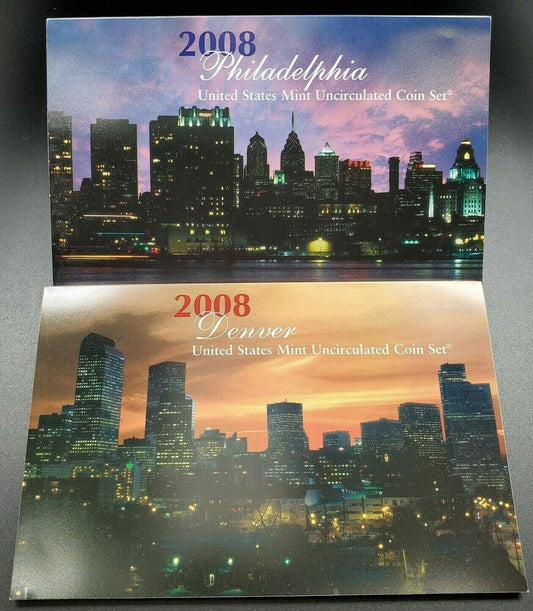 2008
Philadelphia
United States Mint Uncirculated Coin Set®
2008
Denver
United States Mint Uncirculated Coin Set®